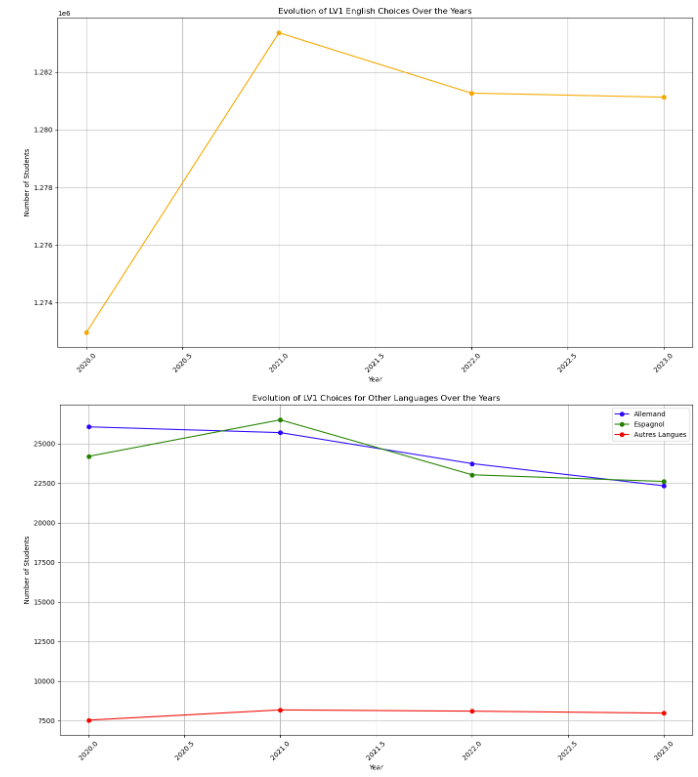 Evolution of LV1 English Choices Over the Years
1e6
1.282
1.280
1.278
1.276
1.274
Number of Students
2020.0
2020.5
2021.0
2021.5
2022.0
2022.5
2023.0
Year
Evolution of LV1 Choices for Other Languages Over the Years
Allemand
Espagnol
Autres Langues
25000
22500
20000
17500
15000
12500
10000
7500
Number of Students
2020.0
2020.5
2021.0
2021.5
2022.0
2022.5
2023.0
Year